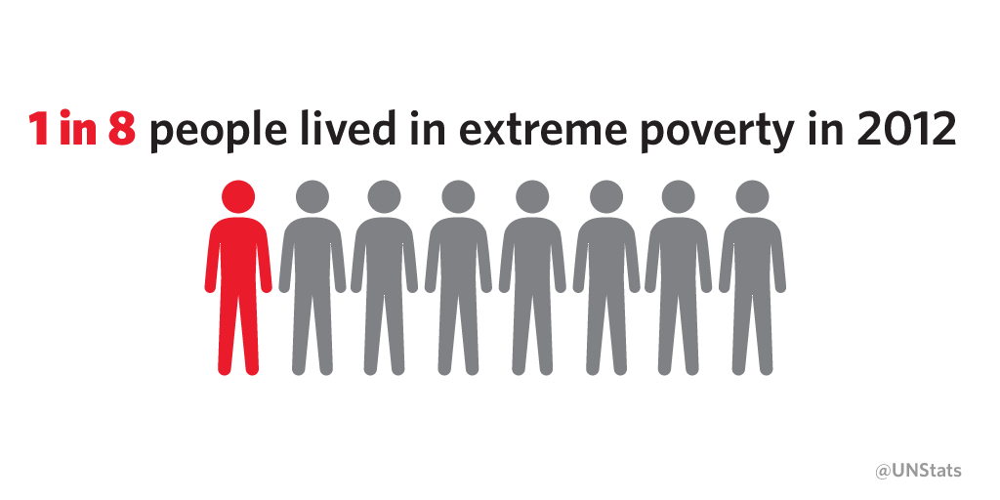 1 in 8 people lived in extreme poverty in 2012
@UNStats